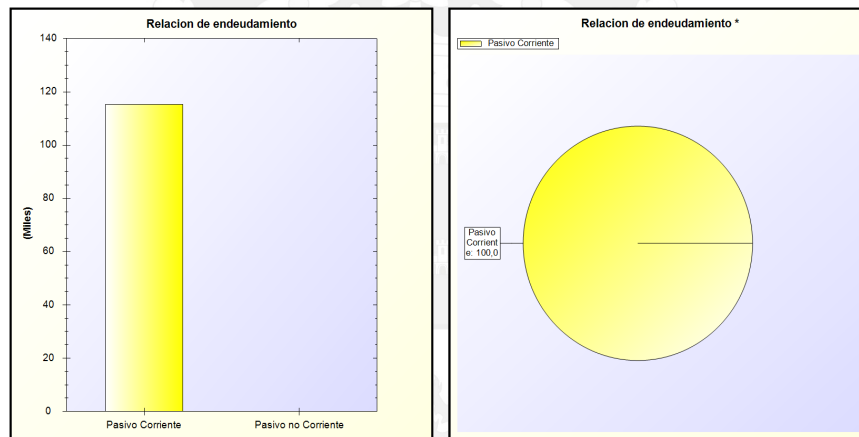 Relacion de endeudamiento
140
120
100
80
60
40
20
0
(Miles)
Pasivo Corriente
Pasivo no Corriente
Relacion de endeudamiento *
Pasivo Corriente
Pasivo
Corrient
e: 100,0